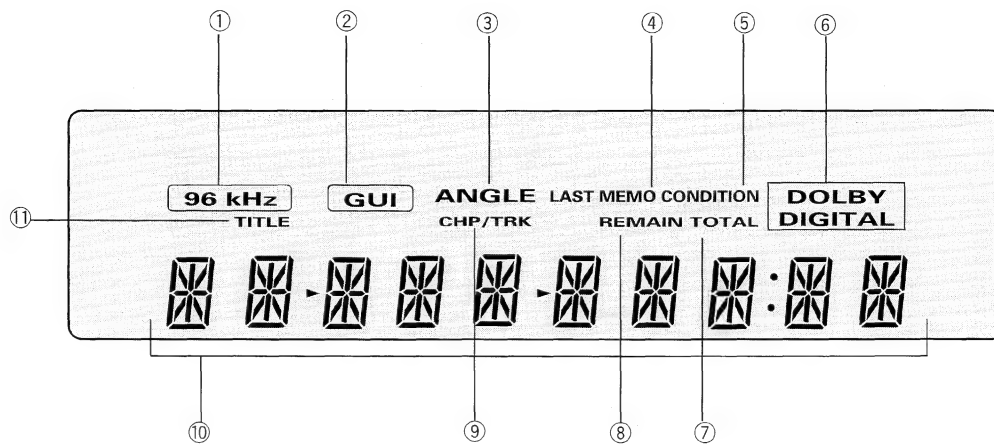 ① ② ③ ④ ⑤ ⑥
96 kHz GUI ANGLE LAST MEMO CONDITION DOLBY DIGITAL
⑪ TITLE CHP/TRK REMAIN TOTAL
⑩ ⑨ ⑧ ⑦